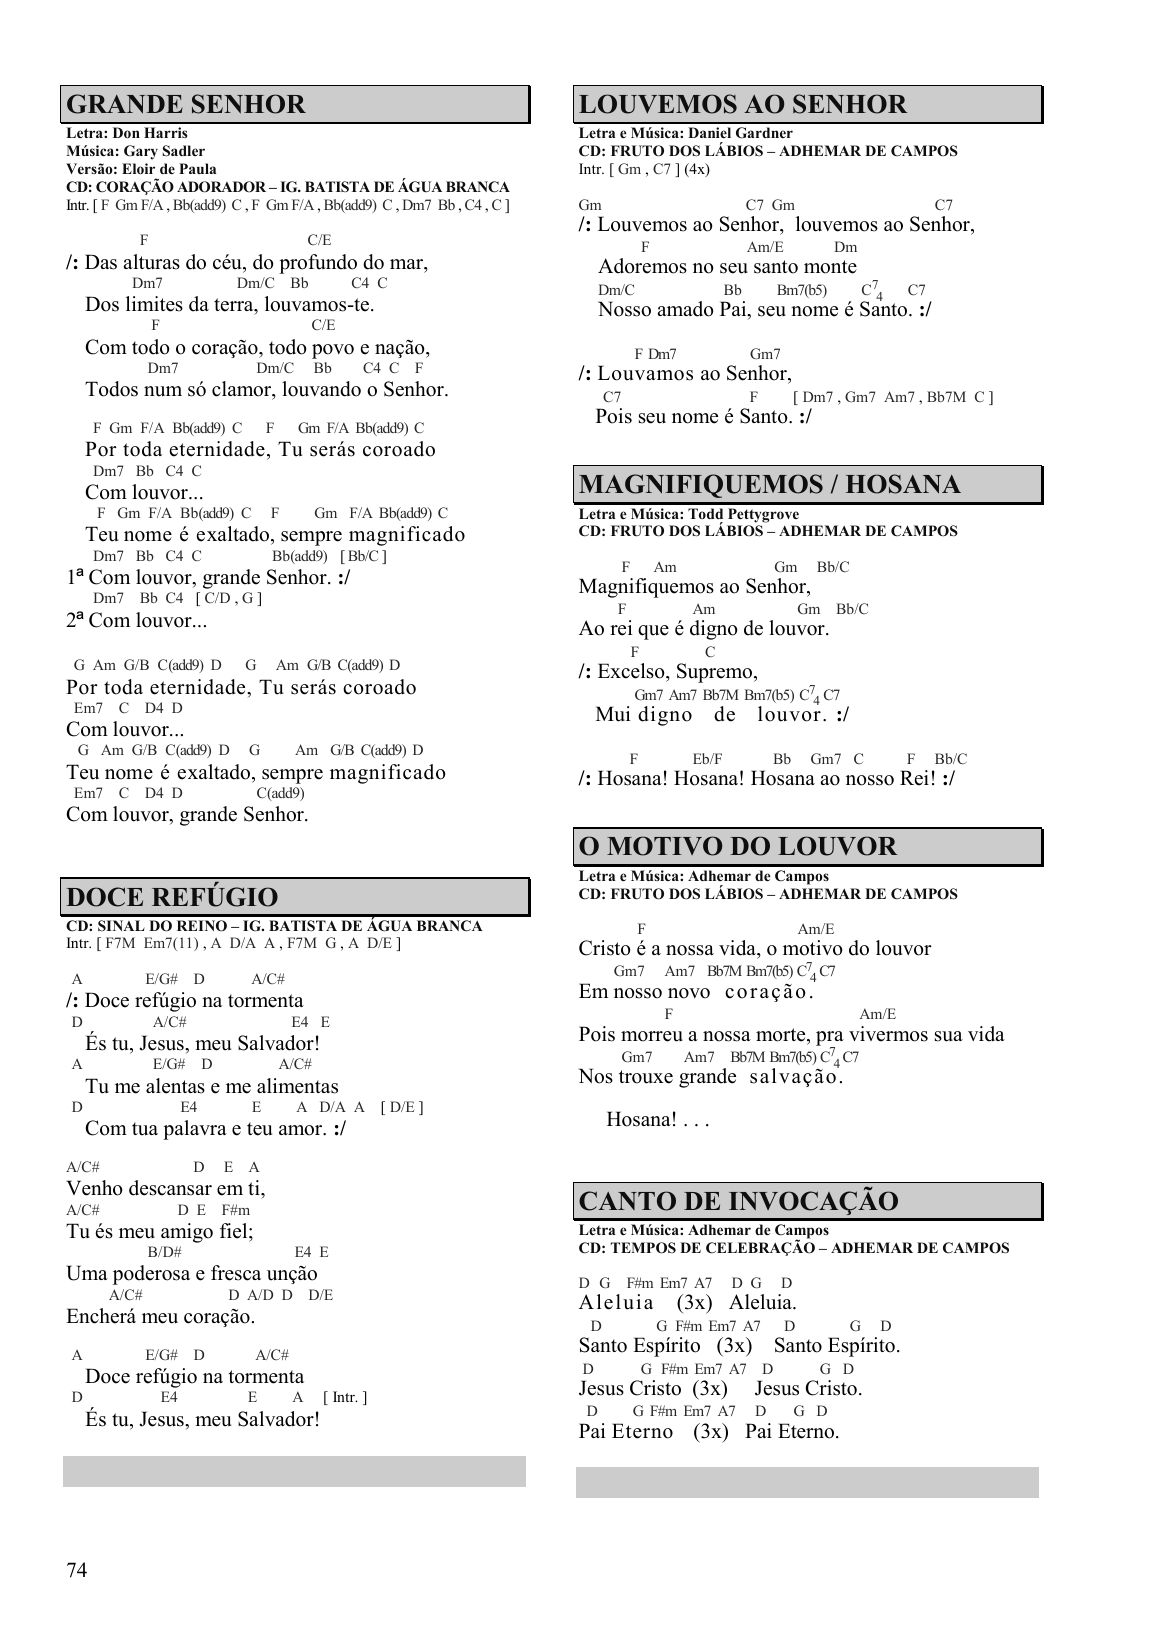 GRANDE SENHOR
Letra: Don Harris
Música: Gary Sadler
Versão: Eloir de Paula
CD: CORAÇÃO ADORADOR – IG. BATISTA DE ÁGUA BRANCA
Intr. [ F Gm F/A , Bb(add9) C , F Gm F/A , Bb(add9) C , Dm7 Bb , C4 , C ]
F C/E
/: Das alturas do céu, do profundo do mar,
Dm7 Dm/C Bb C4 C
Dos limites da terra, louvamos-te.
F C/E
Com todo o coração, todo povo e nação,
Dm7 Dm/C Bb C4 C F
Todos num só clamor, louvando o Senhor.
F Gm F/A Bb(add9) C F Gm F/A Bb(add9) C
Por toda eternidade, Tu serás coroado
Dm7 Bb C4 C
Com louvor...
F Gm F/A Bb(add9) C F Gm F/A Bb(add9) C
Teu nome é exaltado, sempre magnificado
Dm7 Bb C4 C Bb(add9) [ Bb/C ]
1ª Com louvor, grande Senhor. :/
Dm7 Bb C4 [ C/D , G ]
2ª Com louvor...
G Am G/B C(add9) D G Am G/B C(add9) D
Por toda eternidade, Tu serás coroado
Em7 C D4 D
Com louvor...
G Am G/B C(add9) D G Am G/B C(add9) D
Teu nome é exaltado, sempre magnificado
Em7 C D4 D C(add9)
Com louvor, grande Senhor.
DOCE REFÚGIO
CD: SINAL DO REINO – IG. BATISTA DE ÁGUA BRANCA
Intr. [ F7M Em7(11) , A D/A A , F7M G , A D/E ]
A E/G# D A/C#
/: Doce refúgio na tormenta
D A/C# E4 E
És tu, Jesus, meu Salvador!
A E/G# D A/C#
Tu me alentas e me alimentas
D E4 E A D/A A [ D/E ]
Com tua palavra e teu amor. :/
A/C# D E A
Venho descansar em ti,
A/C# D E F#m
Tu és meu amigo fiel;
B/D# E4 E
Uma poderosa e fresca unção
A/C# D A/D D D/E
Encherá meu coração.
A E/G# D A/C#
Doce refúgio na tormenta
D E4 E A [ Intr. ]
És tu, Jesus, meu Salvador!
LOUVEMOS AO SENHOR
Letra e Música: Daniel Gardner
CD: FRUTO DOS LÁBIOS – ADHEMAR DE CAMPOS
Intr. [ Gm , C7 ] (4x)
Gm C7 Gm C7
/: Louvemos ao Senhor, louvemos ao Senhor,
F Am/E Dm
Adoremos no seu santo monte
Dm/C Bb Bm7(b5) C74 C7
Nosso amado Pai, seu nome é Santo. :/
F Dm7 Gm7
/: Louvamos ao Senhor,
C7 F [ Dm7 , Gm7 Am7 , Bb7M C ]
Pois seu nome é Santo. :/
MAGNIFIQUEMOS / HOSANA
Letra e Música: Todd Pettygrove
CD: FRUTO DOS LÁBIOS – ADHEMAR DE CAMPOS
F Am Gm Bb/C
Magnifiquemos ao Senhor,
F Am Gm Bb/C
Ao rei que é digno de louvor.
F C
/: Excelso, Supremo,
Gm7 Am7 Bb7M Bm7(b5) C74 C7
Mui digno de louvor. :/
F Eb/F Bb Gm7 C F Bb/C
/: Hosana! Hosana! Hosana ao nosso Rei! :/
O MOTIVO DO LOUVOR
Letra e Música: Adhemar de Campos
CD: FRUTO DOS LÁBIOS – ADHEMAR DE CAMPOS
F Am/E
Cristo é a nossa vida, o motivo do louvor
Gm7 Am7 Bb7M Bm7(b5) C74 C7
Em nosso novo coração.
F Am/E
Pois morreu a nossa morte, pra vivermos sua vida
Gm7 Am7 Bb7M Bm7(b5) C74 C7
Nos trouxe grande salvação.
Hosana! . . .
CANTO DE INVOCAÇÃO
Letra e Música: Adhemar de Campos
CD: TEMPOS DE CELEBRAÇÃO – ADHEMAR DE CAMPOS
D G F#m Em7 A7 D G D
Aleluia (3x) Aleluia.
D G F#m Em7 A7 D G D
Santo Espírito (3x) Santo Espírito.
D G F#m Em7 A7 D G D
Jesus Cristo (3x) Jesus Cristo.
D G F#m Em7 A7 D G D
Pai Eterno (3x) Pai Eterno.
74